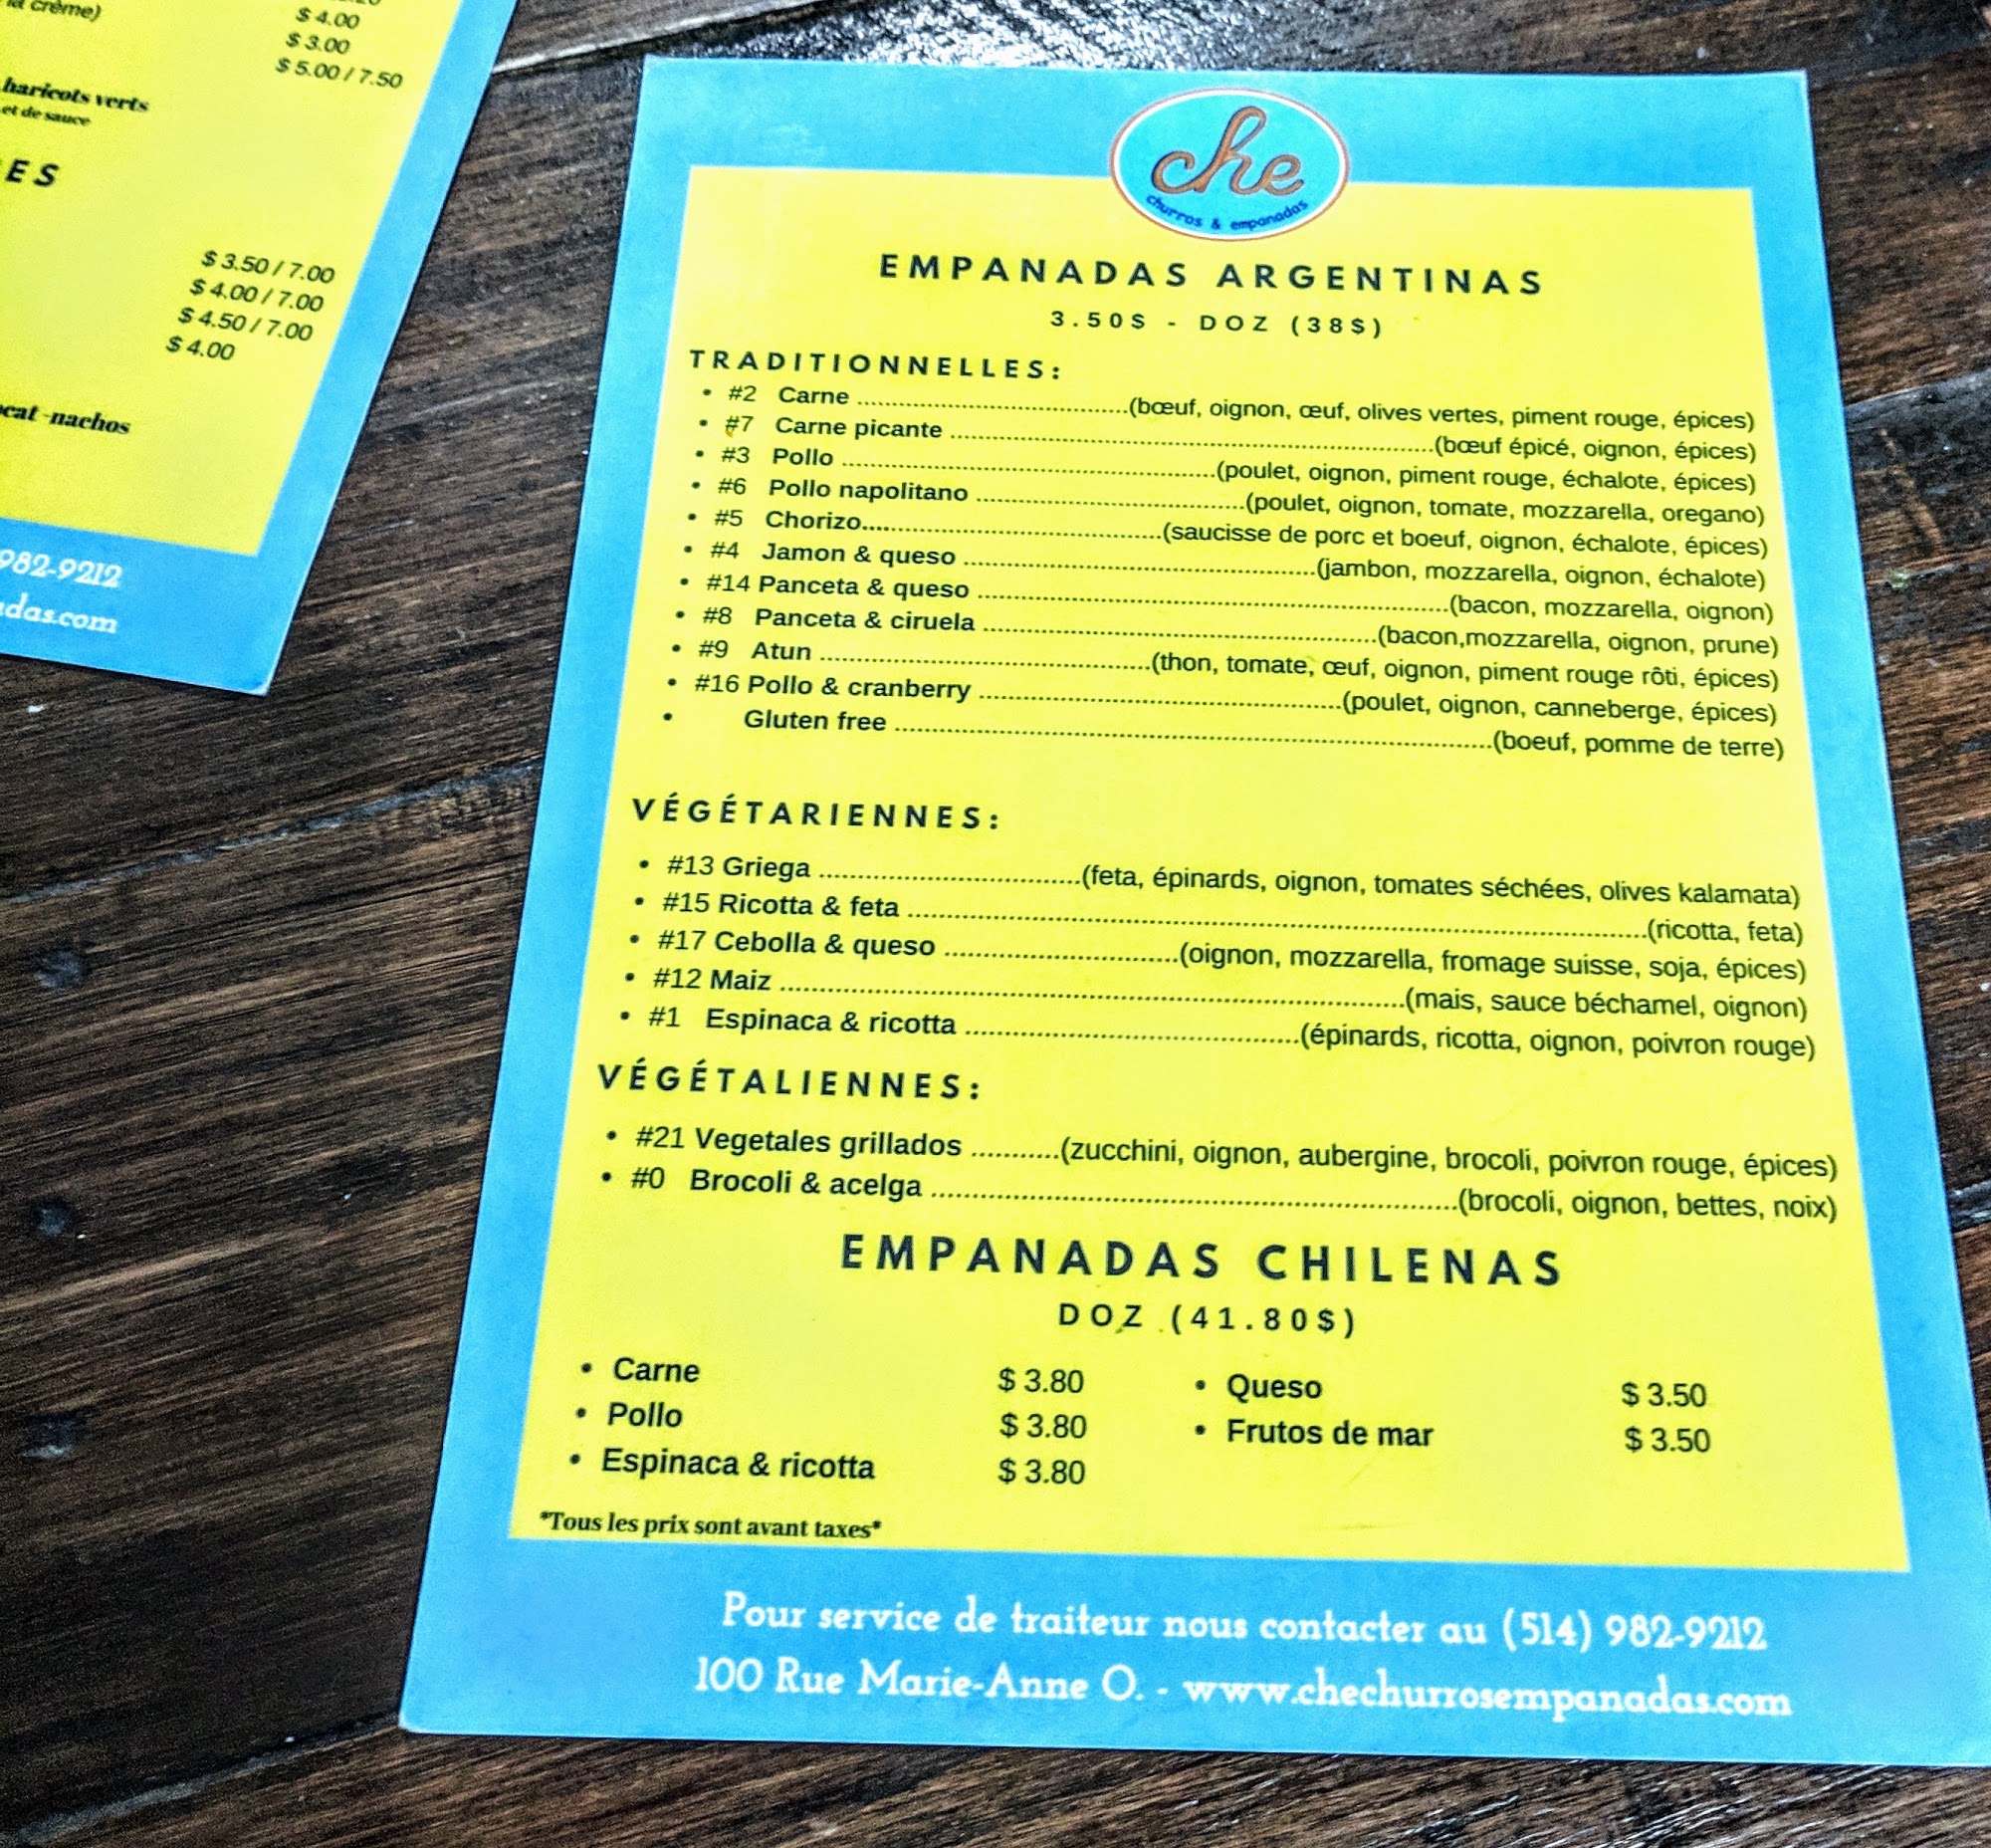 la crème)
$ 4.00
$ 3.00
$ 5.00 / 7.50
haricots verts
et de sauce
ES
$ 3.50 / 7.00
$ 4.00 / 7.00
$ 4.50 / 7.00
$ 4.00
-nachos
982-9212
che
churros & empanadas
EMPANADAS ARGENTINAS
3.50$ - DOZ (38$)
TRADITIONNELLES:
• #2 Carne ..............................(bœuf, oignon, œuf, olives vertes, piment rouge, épices)
• #7 Carne picante ..............................(bœuf épicé, oignon, épices)
• #3 Pollo ..............................(poulet, oignon, piment rouge, échalote, épices)
• #6 Pollo napolitano ..............................(poulet, oignon, tomate, mozzarella, oregano)
• #5 Chorizo..............................(saucisse de porc et boeuf, oignon, échalote, épices)
• #4 Jamon & queso ..............................(jambon, mozzarella, oignon, échalote)
• #14 Panceta & queso ..............................(bacon, mozzarella, oignon)
• #8 Panceta & ciruela ..............................(bacon,mozzarella, oignon, prune)
• #9 Atun ..............................(thon, tomate, œuf, oignon, piment rouge rôti, épices)
• #16 Pollo & cranberry ..............................(poulet, oignon, canneberge, épices)
• Gluten free ..............................(boeuf, pomme de terre)
VÉGÉTARIENNES:
• #13 Griega ..............................(feta, épinards, oignon, tomates séchées, olives kalamata)
• #15 Ricotta & feta ..............................(ricotta, feta)
• #17 Cebolla & queso ..............................(oignon, mozzarella, fromage suisse, soja, épices)
• #12 Maiz ..............................(mais, sauce béchamel, oignon)
• #1 Espinaca & ricotta ..............................(épinards, ricotta, oignon, poivron rouge)
VÉGÉTALIENNES:
• #21 Vegetales grillados ...........(zucchini, oignon, aubergine, brocoli, poivron rouge, épices)
• #0 Brocoli & acelga ..............................(brocoli, oignon, bettes, noix)
EMPANADAS CHILENAS
DOZ (41.80$)
• Carne $ 3.80 • Queso $ 3.50
• Pollo $ 3.80 • Frutos de mar $ 3.50
• Espinaca & ricotta $ 3.80
*Tous les prix sont avant taxes*
Pour service de traiteur nous contacter au (514) 982-9212
100 Rue Marie-Anne O. - www.chechurrosempanadas.com